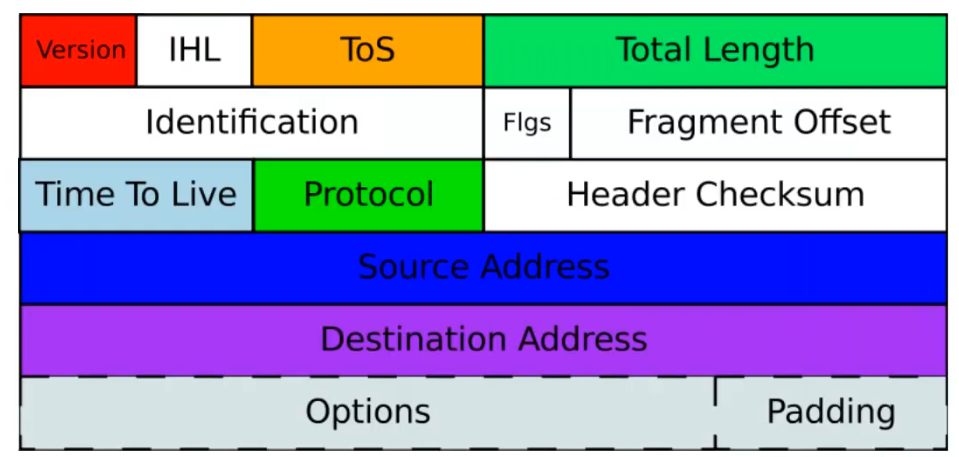 Version IHL ToS Total Length
Identification Flgs Fragment Offset
Time To Live Protocol Header Checksum
Source Address
Destination Address
Options Padding